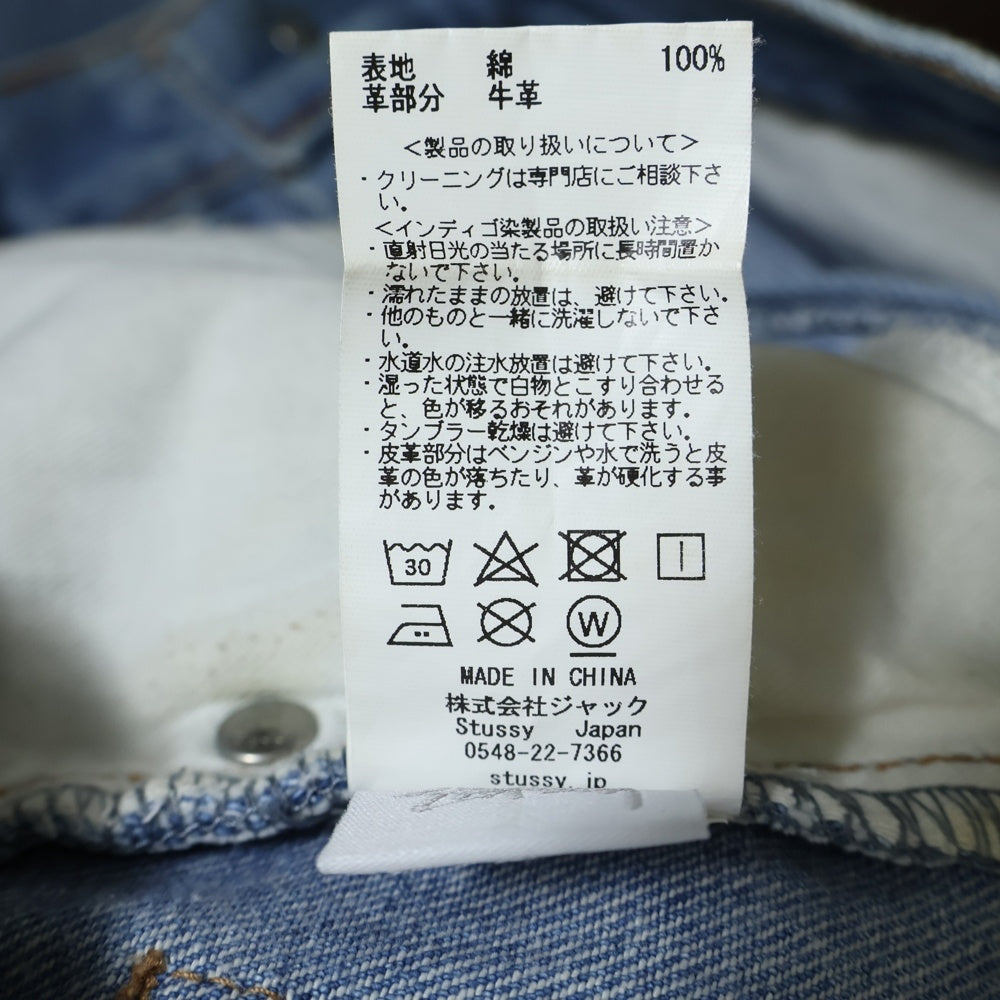 表地 綿 100%
革部分 牛革
＜製品の取り扱いについて＞
・クリーニングは専門店にご相談下さ
い。
＜インディゴ染製品の取扱い注意＞
・直射日光の当たる場所に長時間置か
ないで下さい。
・濡れたままの放置は、避けて下さい。
・他のものと一緒に洗濯しないで下さ
い。
・水道水の注水放置は避けて下さい。
・湿った状態で白物とこすり合わせる
と、色が移るおそれがあります。
・タンブラー乾燥は避けて下さい。
・皮革部分はベンジンや水で洗うと皮
革の色が落ちたり、革が硬化する事
があります。
30
W
MADE IN CHINA
株式会社ジャック
Stussy Japan
0548-22-7366
stussy.jp